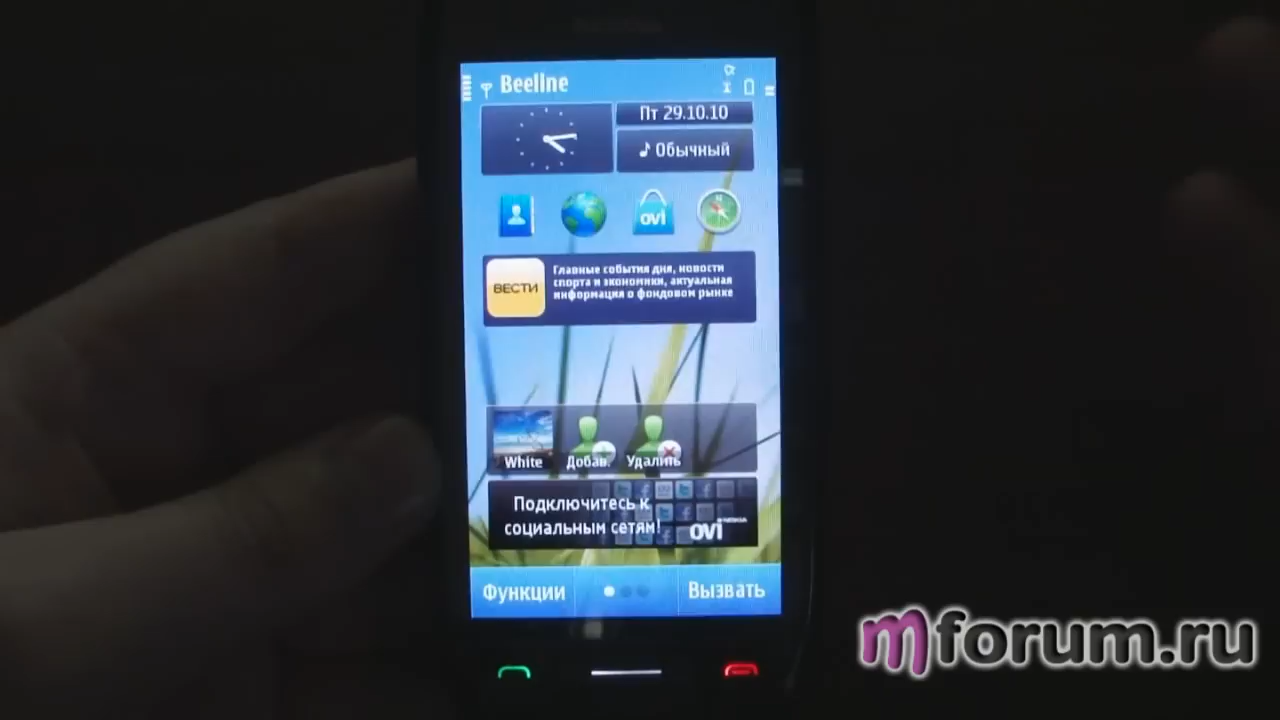 Beeline
Пт 29.10.10
Обычный
ovi
ВЕСТИ
Главные события дня, новости
спорта и экономики, актуальная
информация о фондовом рынке
White
Добав.
Удалить
Подключитесь к
социальным сетям!
ovi
Функции
Вызвать
mforum.ru